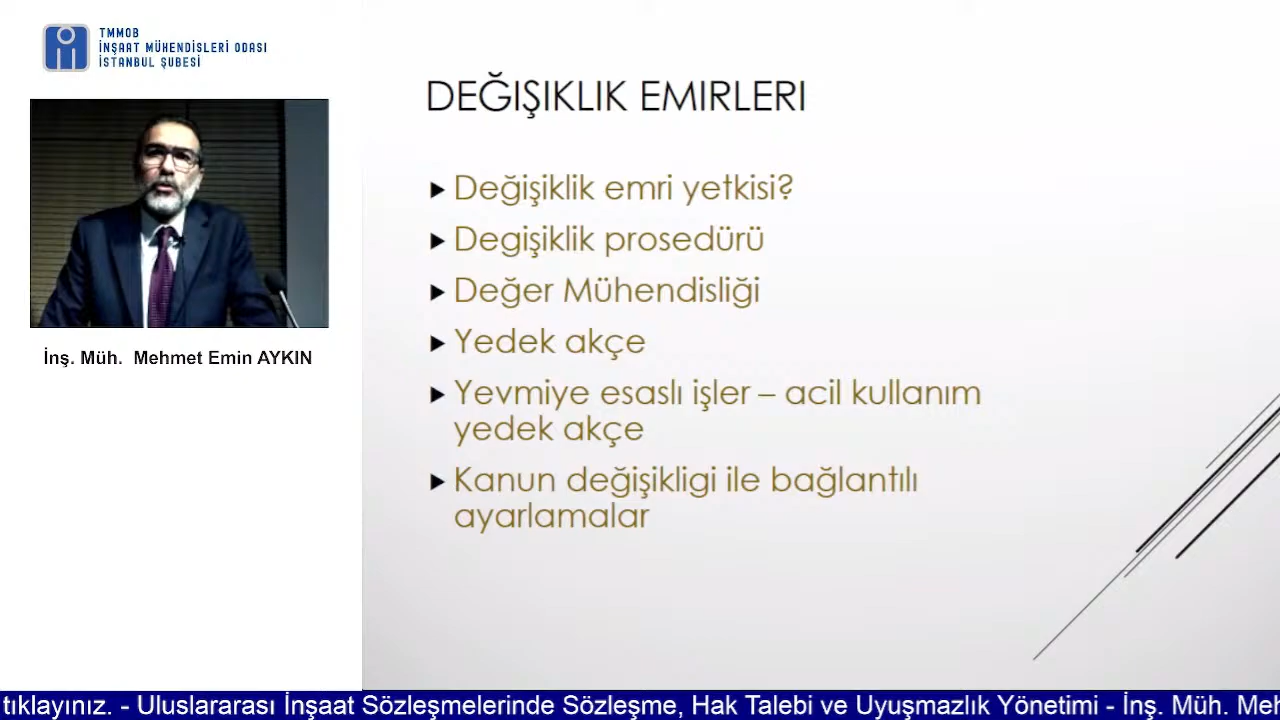 TMMOB
İNŞAAT MÜHENDİSLERİ ODASI
İSTANBUL ŞUBESİ
İnş. Müh. Mehmet Emin AYKIN
DEĞIŞIKLIK EMIRLERI
Değişiklik emri yetkisi?
Degişiklik prosedürü
Değer Mühendisliği
Yedek akçe
Yevmiye esaslı işler – acil kullanım
yedek akçe
Kanun değişikligi ile bağlantılı
ayarlamalar
tıklayınız. - Uluslararası İnşaat Sözleşmelerinde Sözleşme, Hak Talebi ve Uyuşmazlık Yönetimi - İnş. Müh. Meh